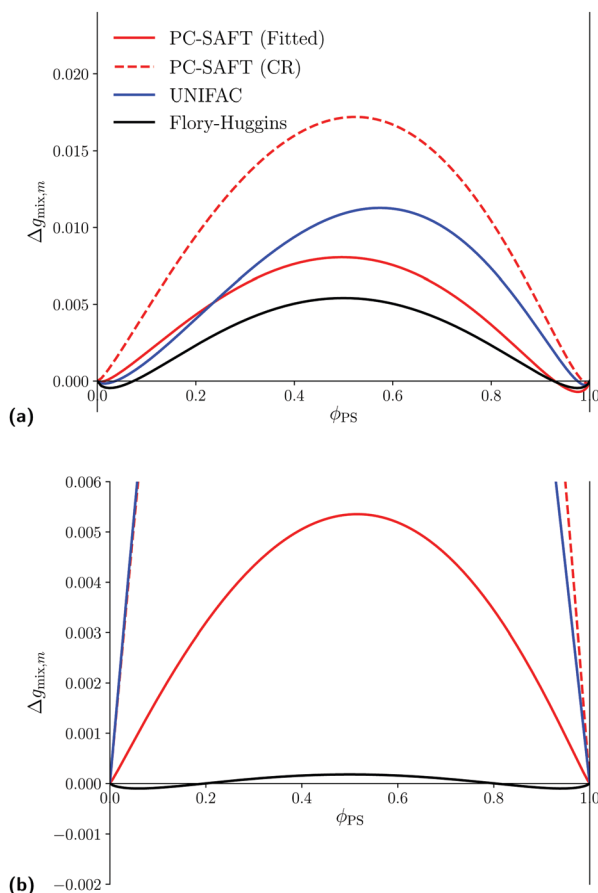 PC-SAFT (Fitted)
PC-SAFT (CR)
UNIFAC
Flory-Huggins
0.020
0.015
0.010
0.005
0.000
Δg_mix,m
0.0 0.2 0.4 0.6 0.8 1.0
ϕ_PS
(a)
0.006
0.005
0.004
0.003
0.002
0.001
0.000
−0.001
−0.002
Δg_mix,m
0.0 0.2 0.4 0.6 0.8 1.0
ϕ_PS
(b)